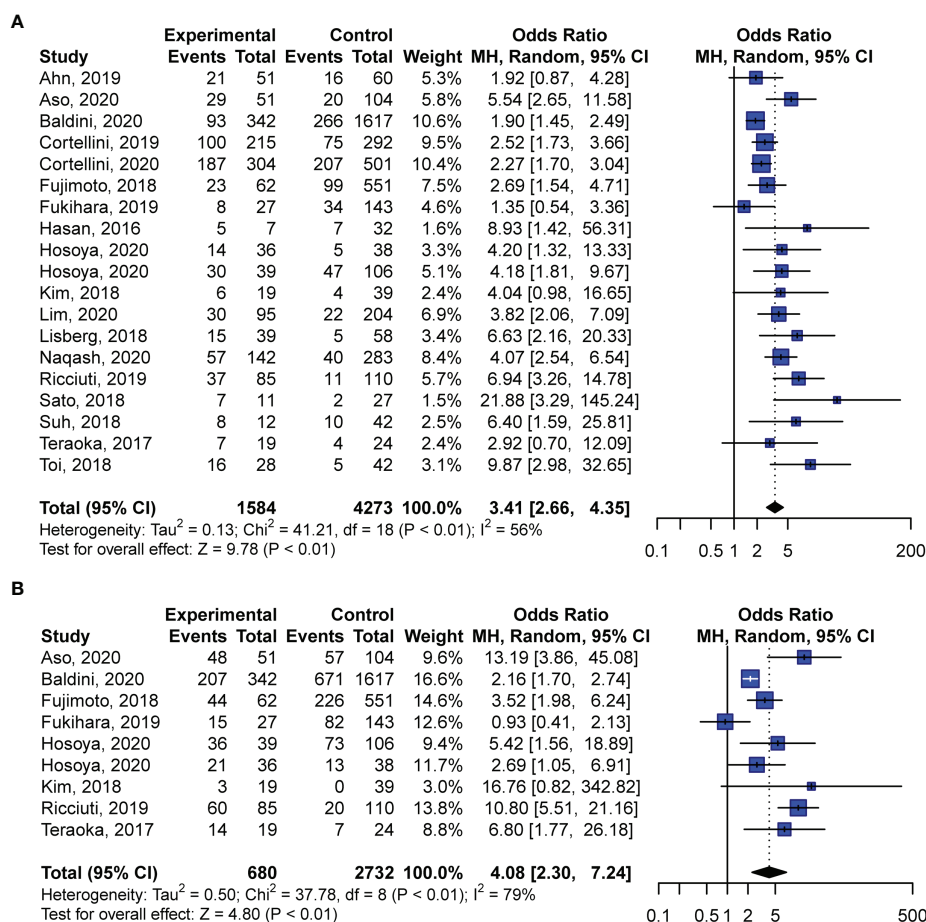 A
Experimental Control Odds Ratio Odds Ratio
Study Events Total Events Total Weight MH, Random, 95% CI MH, Random, 95% CI
Ahn, 2019 21 51 16 60 5.3% 1.92 [0.87, 4.28]
Aso, 2020 29 51 20 104 5.8% 5.54 [2.65, 11.58]
Baldini, 2020 93 342 266 1617 10.6% 1.90 [1.45, 2.49]
Cortellini, 2019 100 215 75 292 9.5% 2.52 [1.73, 3.66]
Cortellini, 2020 187 304 207 501 10.4% 2.27 [1.70, 3.04]
Fujimoto, 2018 23 62 99 551 7.5% 2.69 [1.54, 4.71]
Fukihara, 2019 8 27 34 143 4.6% 1.35 [0.54, 3.36]
Hasan, 2016 5 7 7 32 1.6% 8.93 [1.42, 56.31]
Hosoya, 2020 14 36 5 38 3.3% 4.20 [1.32, 13.33]
Hosoya, 2020 30 39 47 106 5.1% 4.18 [1.81, 9.67]
Kim, 2018 6 19 4 39 2.4% 4.04 [0.98, 16.65]
Lim, 2020 30 95 22 204 6.9% 3.82 [2.06, 7.09]
Lisberg, 2018 15 39 5 58 3.4% 6.63 [2.16, 20.33]
Naqash, 2020 57 142 40 283 8.4% 4.07 [2.54, 6.54]
Ricciuti, 2019 37 85 11 110 5.7% 6.94 [3.26, 14.78]
Sato, 2018 7 11 2 27 1.5% 21.88 [3.29, 145.24]
Suh, 2018 8 12 10 42 2.0% 6.40 [1.59, 25.81]
Teraoka, 2017 7 19 4 24 2.4% 2.92 [0.70, 12.09]
Toi, 2018 16 28 5 42 3.1% 9.87 [2.98, 32.65]
Total (95% CI) 1584 4273 100.0% 3.41 [2.66, 4.35]
Heterogeneity: Tau² = 0.13; Chi² = 41.21, df = 18 (P < 0.01); I² = 56%
Test for overall effect: Z = 9.78 (P < 0.01)
0.1 0.5 1 2 5 200
B
Experimental Control Odds Ratio Odds Ratio
Study Events Total Events Total Weight MH, Random, 95% CI MH, Random, 95% CI
Aso, 2020 48 51 57 104 9.6% 13.19 [3.86, 45.08]
Baldini, 2020 207 342 671 1617 16.6% 2.16 [1.70, 2.74]
Fujimoto, 2018 44 62 226 551 14.6% 3.52 [1.98, 6.24]
Fukihara, 2019 15 27 82 143 12.6% 0.93 [0.41, 2.13]
Hosoya, 2020 36 39 73 106 9.4% 5.42 [1.56, 18.89]
Hosoya, 2020 21 36 13 38 11.7% 2.69 [1.05, 6.91]
Kim, 2018 3 19 0 39 2.8% 16.76 [0.82, 342.82]
Ricciuti, 2019 60 85 20 110 13.8% 10.80 [5.51, 21.16]
Teraoka, 2017 14 19 7 24 8.8% 6.80 [1.77, 26.18]
Total (95% CI) 680 2732 100.0% 4.08 [2.30, 7.24]
Heterogeneity: Tau² = 0.50; Chi² = 37.78, df = 8 (P < 0.01); I² = 79%
Test for overall effect: Z = 4.80 (P < 0.01)
0.1 0.5 1 2 5 500